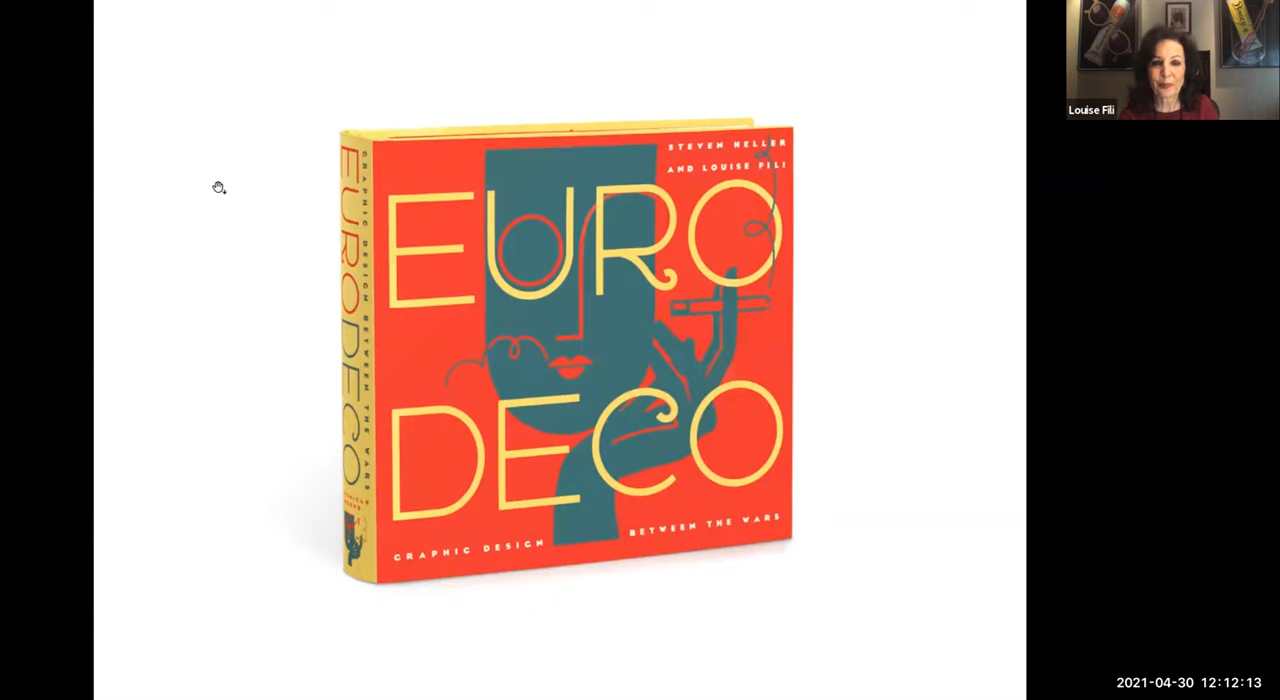 STEVEN HELLER
AND LOUISE FILI
EURO
DECO
GRAPHIC DESIGN
BETWEEN THE WARS
EURODECO
GRAPHIC DESIGN BETWEEN THE WARS
Louise Fili
2021-04-30 12:12:13